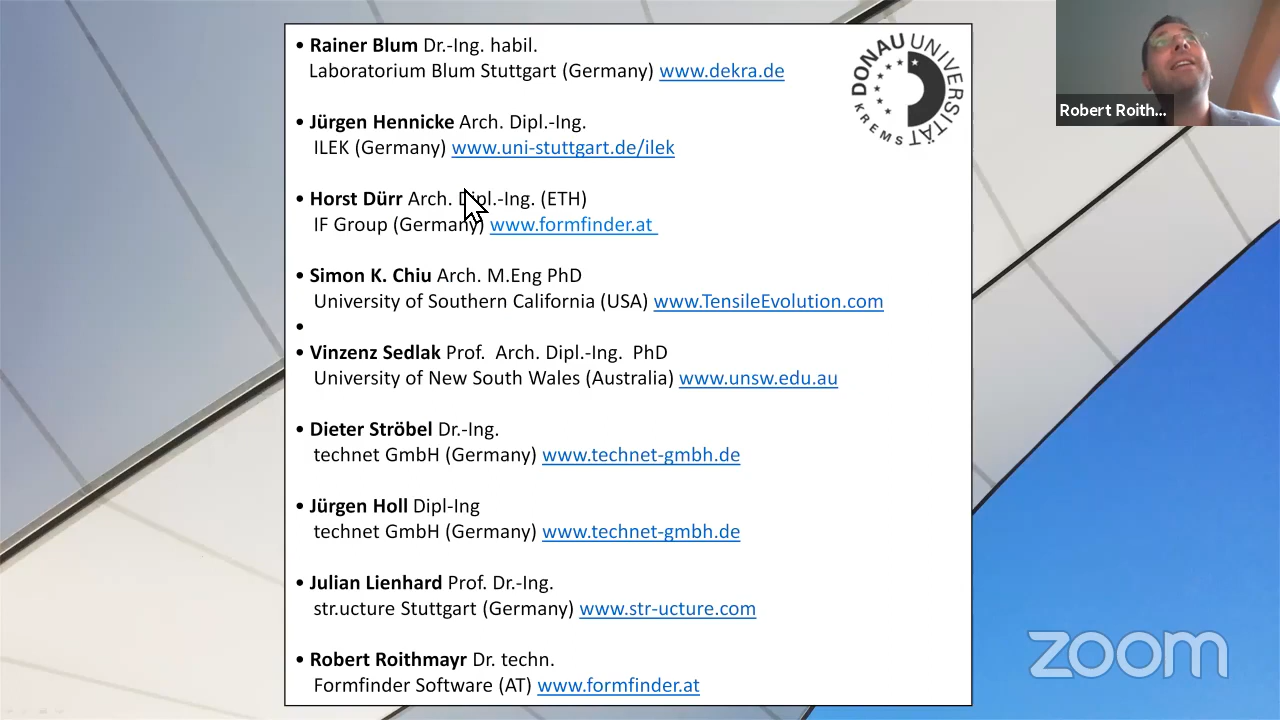 • Rainer Blum Dr.-Ing. habil.
Laboratorium Blum Stuttgart (Germany) www.dekra.de
• Jürgen Hennicke Arch. Dipl.-Ing.
ILEK (Germany) www.uni-stuttgart.de/ilek
• Horst Dürr Arch. Dipl.-Ing. (ETH)
IF Group (Germany) www.formfinder.at
• Simon K. Chiu Arch. M.Eng PhD
University of Southern California (USA) www.TensileEvolution.com
•
• Vinzenz Sedlak Prof. Arch. Dipl.-Ing. PhD
University of New South Wales (Australia) www.unsw.edu.au
• Dieter Ströbel Dr.-Ing.
technet GmbH (Germany) www.technet-gmbh.de
• Jürgen Holl Dipl-Ing
technet GmbH (Germany) www.technet-gmbh.de
• Julian Lienhard Prof. Dr.-Ing.
str.ucture Stuttgart (Germany) www.str-ucture.com
• Robert Roithmayr Dr. techn.
Formfinder Software (AT) www.formfinder.at
DONAU UNIVERSITÄT
KREMS
Robert Roith...
zoom